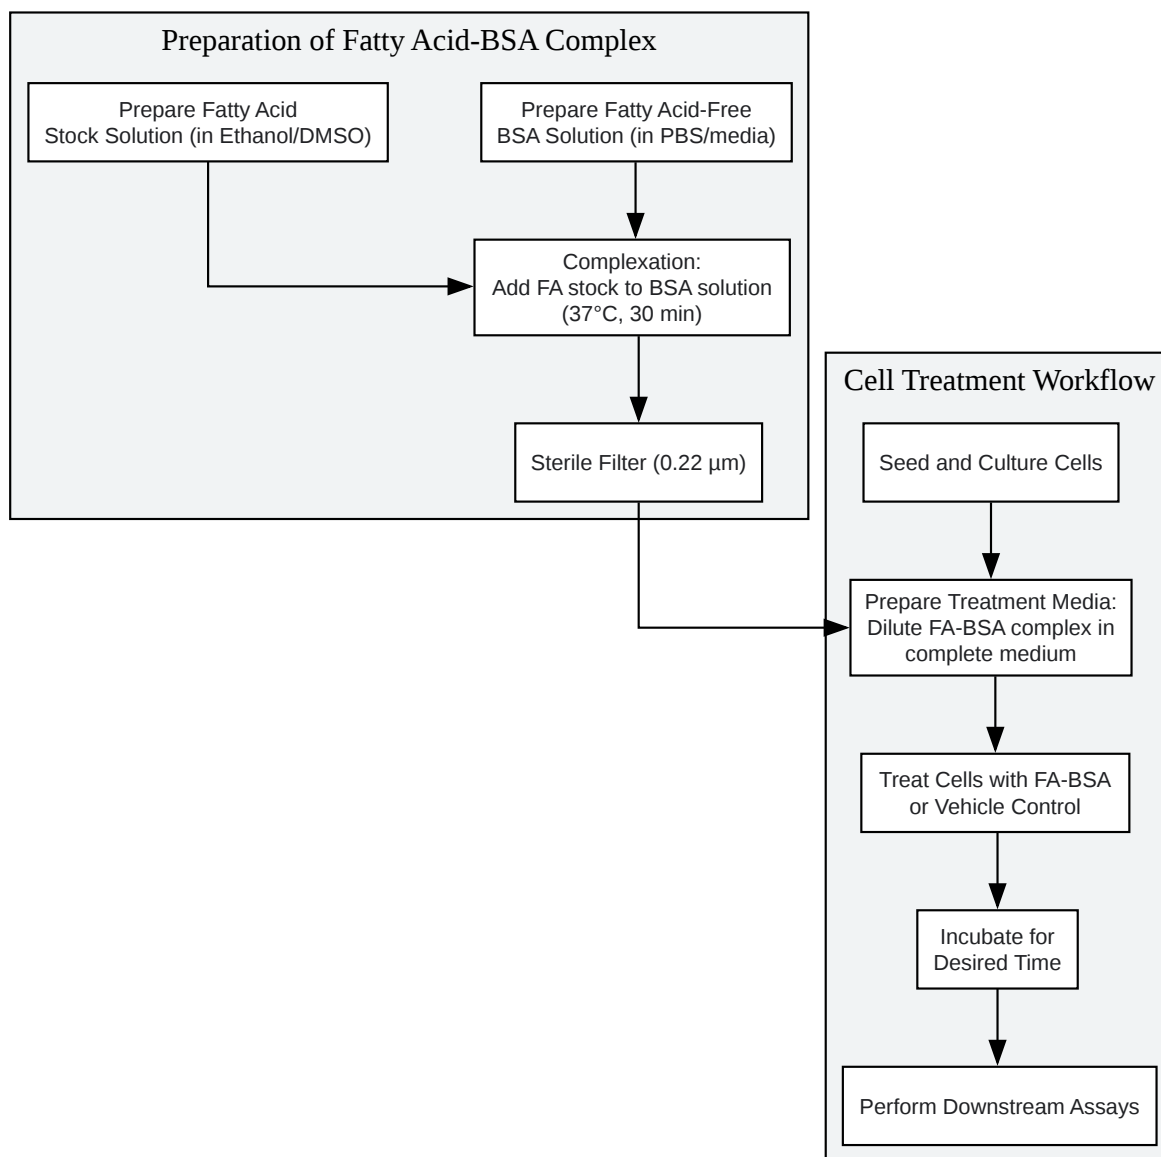 Preparation of Fatty Acid-BSA Complex
Prepare Fatty Acid
Stock Solution (in Ethanol/DMSO)
Prepare Fatty Acid-Free
BSA Solution (in PBS/media)
Complexation:
Add FA stock to BSA solution
(37°C, 30 min)
Sterile Filter (0.22 µm)
Cell Treatment Workflow
Seed and Culture Cells
Prepare Treatment Media:
Dilute FA-BSA complex in
complete medium
Treat Cells with FA-BSA
or Vehicle Control
Incubate for
Desired Time
Perform Downstream Assays